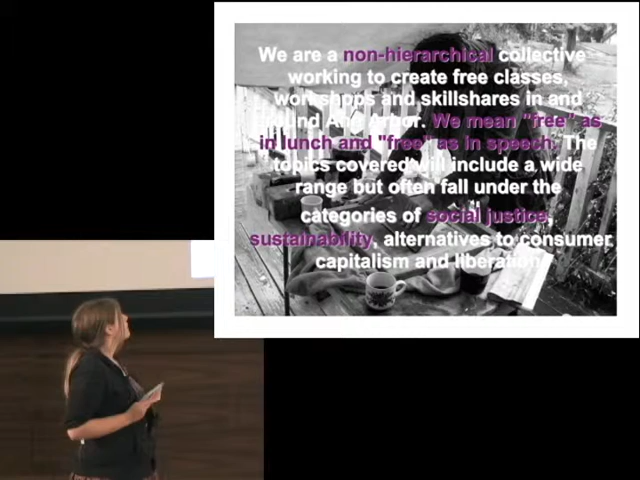 We are a non-hierarchical collective
working to create free classes,
workshops and skillshares in and
around Ann Arbor. We mean "free" as
in lunch and "free" as in speech. The
topics covered will include a wide
range but often fall under the
categories of social justice,
sustainability, alternatives to consumer
capitalism and liberation.